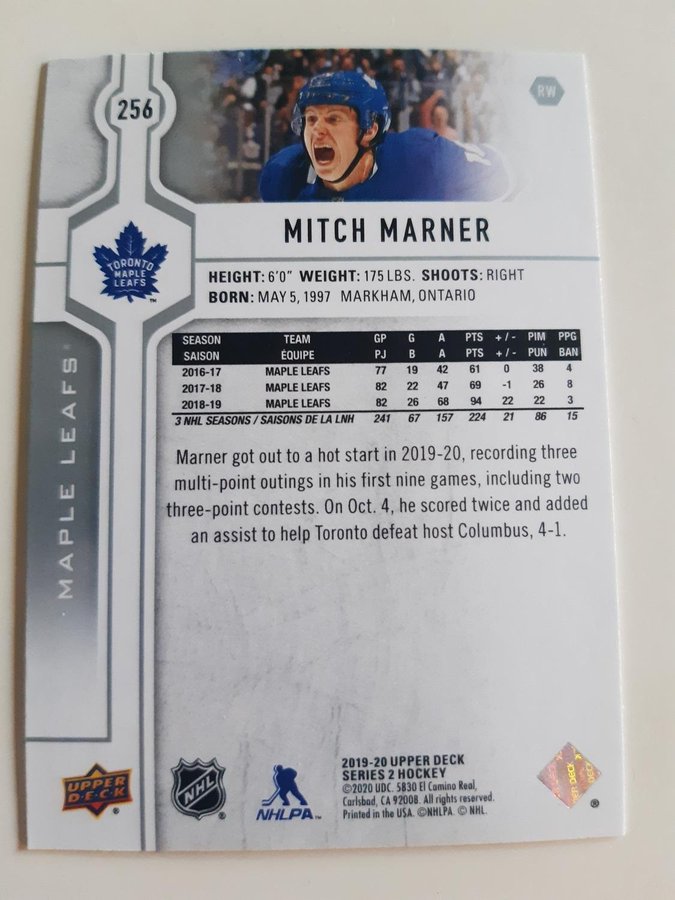 256
RW
TORONTO
MAPLE
LEAFS
™
MITCH MARNER
HEIGHT: 6'0" WEIGHT: 175 LBS. SHOOTS: RIGHT
BORN: MAY 5, 1997 MARKHAM, ONTARIO
SEASON TEAM GP G A PTS +/- PIM PPG
SAISON ÉQUIPE PJ B A PTS +/- PUN BAN
2016-17 MAPLE LEAFS 77 19 42 61 0 38 4
2017-18 MAPLE LEAFS 82 22 47 69 -1 26 8
2018-19 MAPLE LEAFS 82 26 68 94 22 22 3
3 NHL SEASONS / SAISONS DE LA LNH 241 67 157 224 21 86 15
MAPLE LEAFS
Marner got out to a hot start in 2019-20, recording three
multi-point outings in his first nine games, including two
three-point contests. On Oct. 4, he scored twice and added
an assist to help Toronto defeat host Columbus, 4-1.
UPPER
DECK
®
NHL
®
NHLPA™
2019-20 UPPER DECK
SERIES 2 HOCKEY
©2020 UDC. 5830 El Camino Real,
Carlsbad, CA 92008. All rights reserved.
Printed in the USA. ©NHLPA. © NHL.
®